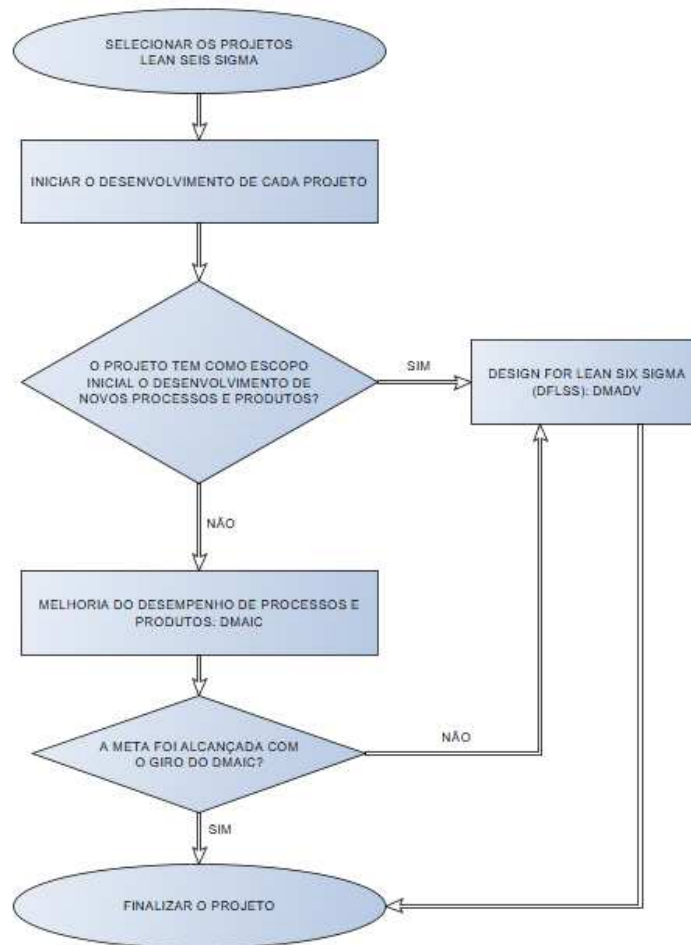 SELECIONAR OS PROJETOS
LEAN SEIS SIGMA
INICIAR O DESENVOLVIMENTO DE CADA PROJETO
O PROJETO TEM COMO ESCOPO
INICIAL O DESENVOLVIMENTO DE
NOVOS PROCESSOS E PRODUTOS?
SIM
DESIGN FOR LEAN SIX SIGMA
(DFLSS): DMADV
NÃO
MELHORIA DO DESEMPENHO DE PROCESSOS E
PRODUTOS: DMAIC
A META FOI ALCANÇADA COM
O GIRO DO DMAIC?
NÃO
SIM
FINALIZAR O PROJETO